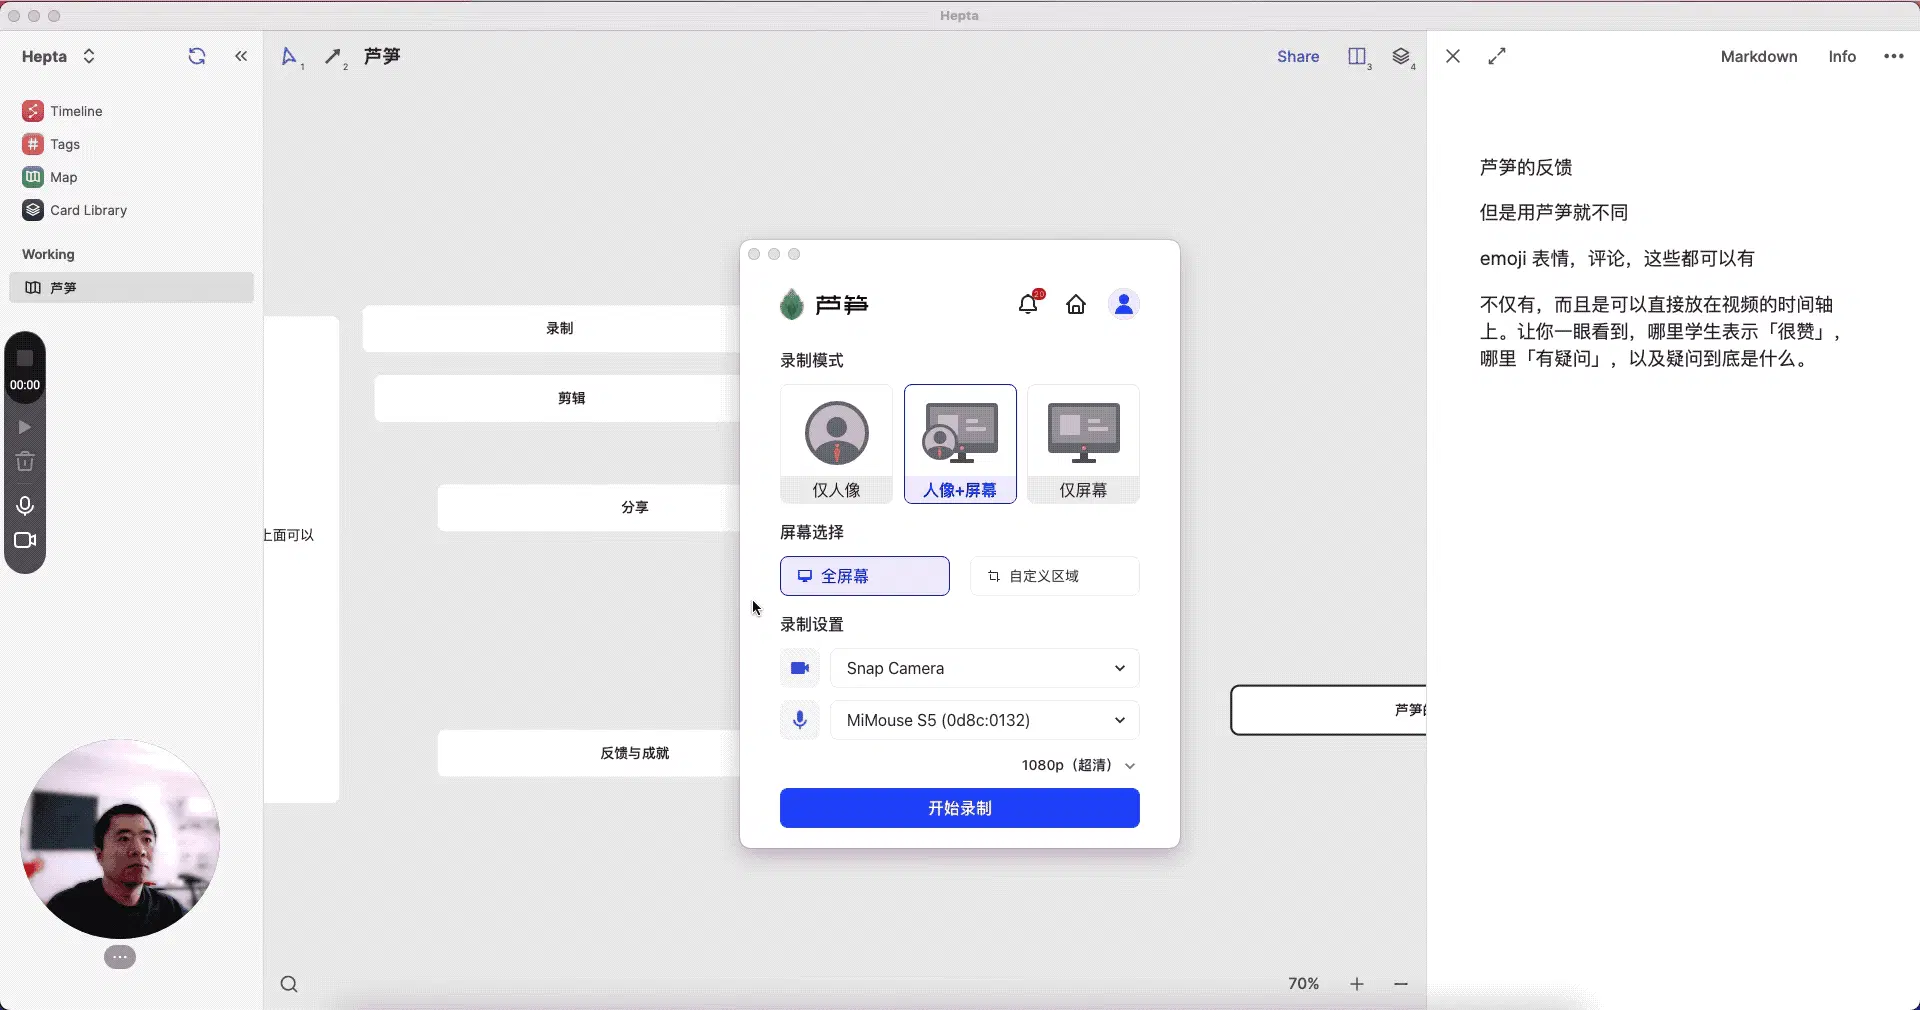 Hepta
Hepta
Timeline
Tags
Map
Card Library
Working
芦笋
00:00
1
2
芦笋
Share
3
4
录制
剪辑
分享
上面可以
反馈与成就
芦笋
20
录制模式
仅人像
人像+屏幕
仅屏幕
屏幕选择
全屏幕
自定义区域
录制设置
Snap Camera
MiMouse S5 (0d8c:0132)
1080p（超清）
开始录制
芦笋
70%
Markdown
Info
芦笋的反馈
但是用芦笋就不同
emoji 表情，评论，这些都可以有
不仅有，而且是可以直接放在视频的时间轴
上。让你一眼看到，哪里学生表示「很赞」，
哪里「有疑问」，以及疑问到底是什么。